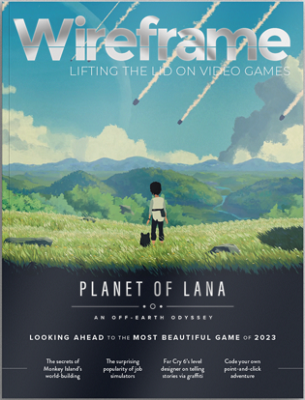 Wireframe
LIFTING THE LID ON VIDEO GAMES
PLANET OF LANA
AN OFF-EARTH ODYSSEY
LOOKING AHEAD TO THE MOST BEAUTIFUL GAME OF 2023
The secrets of
Monkey Island's
world-building
The surprising
popularity of job
simulators
Far Cry 6's level
designer on telling
stories via graffiti
Code your own
point-and-click
adventure